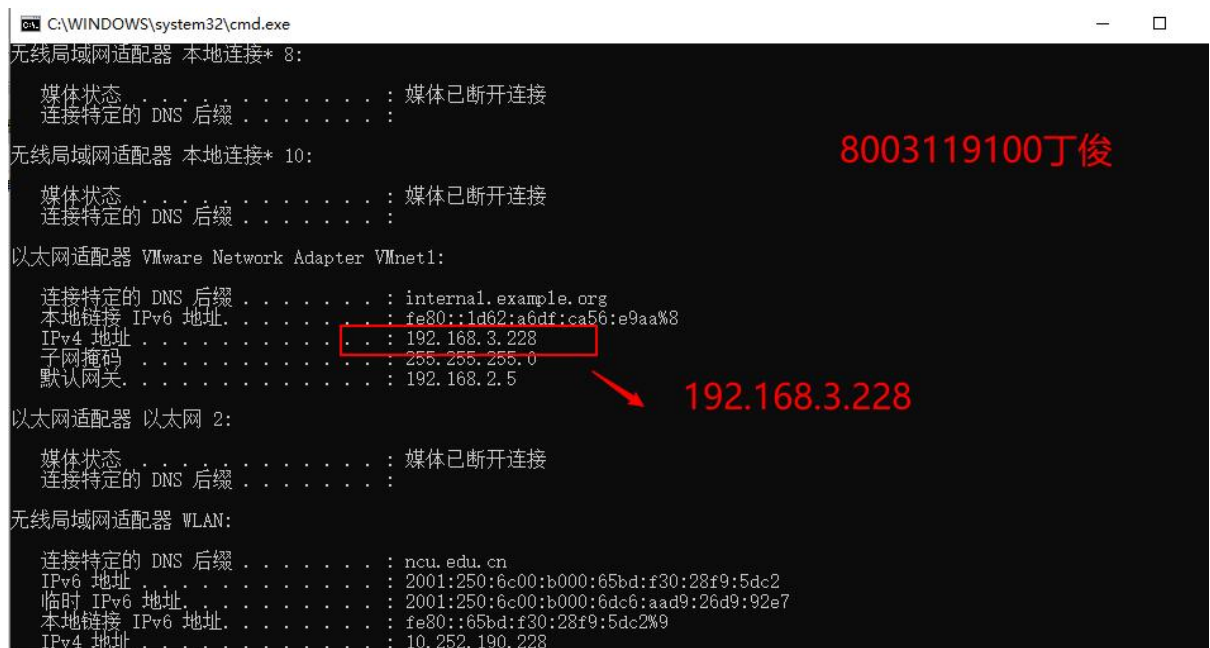 C:\WINDOWS\system32\cmd.exe
无线局域网适配器 本地连接* 8:
媒体状态 . . . . . . . . . . . . : 媒体已断开连接
连接特定的 DNS 后缀 . . . . . . . :
8003119100丁俊
无线局域网适配器 本地连接* 10:
媒体状态 . . . . . . . . . . . . : 媒体已断开连接
连接特定的 DNS 后缀 . . . . . . . :
以太网适配器 VMware Network Adapter VMnet1:
连接特定的 DNS 后缀 . . . . . . . : internal.example.org
本地链接 IPv6 地址. . . . . . . . : fe80::1d62:a6df:ca56:e9aa%8
IPv4 地址 . . . . . . . . . . . . : 192.168.3.228
子网掩码 . . . . . . . . . . . . : 255.255.255.0
默认网关. . . . . . . . . . . . . : 192.168.2.5
192.168.3.228
以太网适配器 以太网 2:
媒体状态 . . . . . . . . . . . . : 媒体已断开连接
连接特定的 DNS 后缀 . . . . . . . :
无线局域网适配器 WLAN:
连接特定的 DNS 后缀 . . . . . . . : ncu.edu.cn
IPv6 地址 . . . . . . . . . . . . : 2001:250:6c00:b000:65bd:f30:28f9:5dc2
临时 IPv6 地址. . . . . . . . . . : 2001:250:6c00:b000:6dc6:aad9:26d9:92e7
本地链接 IPv6 地址. . . . . . . . : fe80::65bd:f30:28f9:5dc2%9
IPv4 地址 . . . . . . . . . . . . : 10.252.190.228